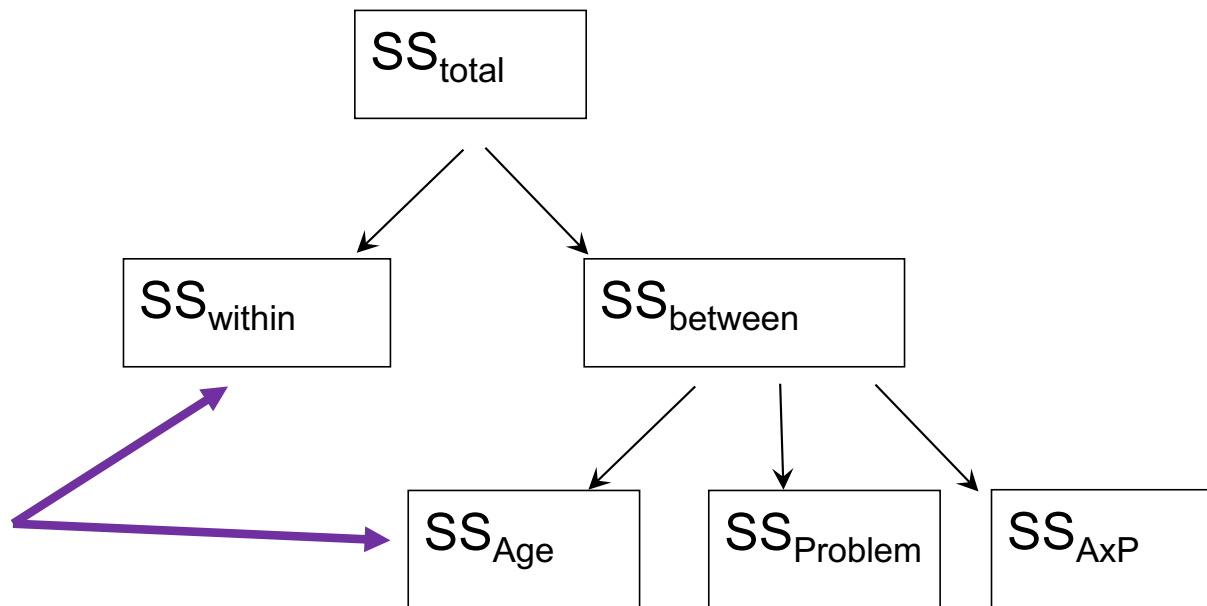 SStotal
SSwithin
SSbetween
SSAge
SSProblem
SSAxP